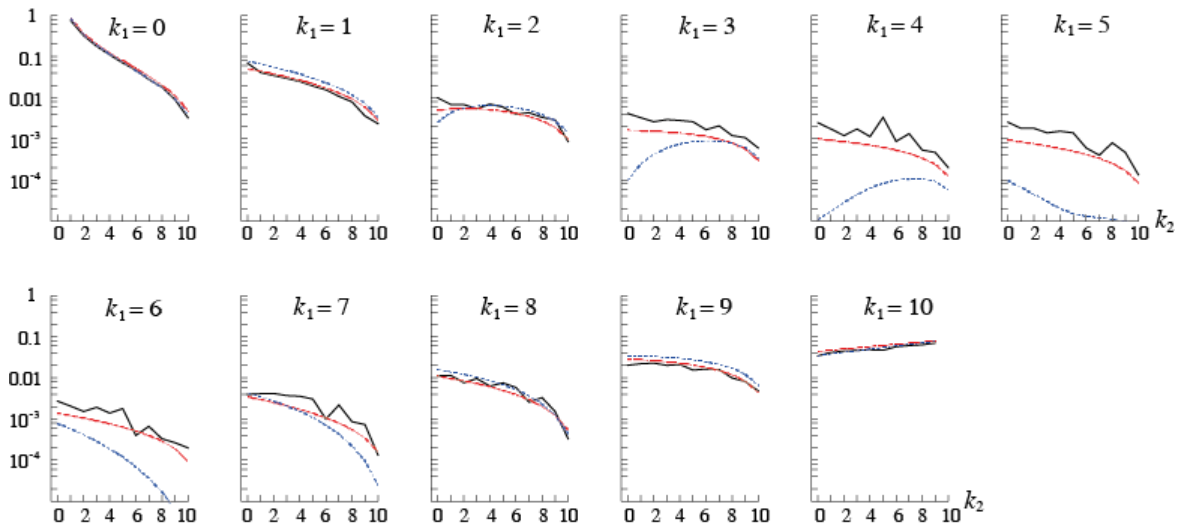 k₁= 0 k₁= 1 k₁= 2 k₁= 3 k₁= 4 k₁= 5
1
0.1
0.01
10⁻³
10⁻⁴
0 2 4 6 8 10 0 2 4 6 8 10 0 2 4 6 8 10 0 2 4 6 8 10 0 2 4 6 8 10 0 2 4 6 8 10 k₂
k₁= 6 k₁= 7 k₁= 8 k₁= 9 k₁= 10
1
0.1
0.01
10⁻³
10⁻⁴
0 2 4 6 8 10 0 2 4 6 8 10 0 2 4 6 8 10 0 2 4 6 8 10 0 2 4 6 8 10 k₂